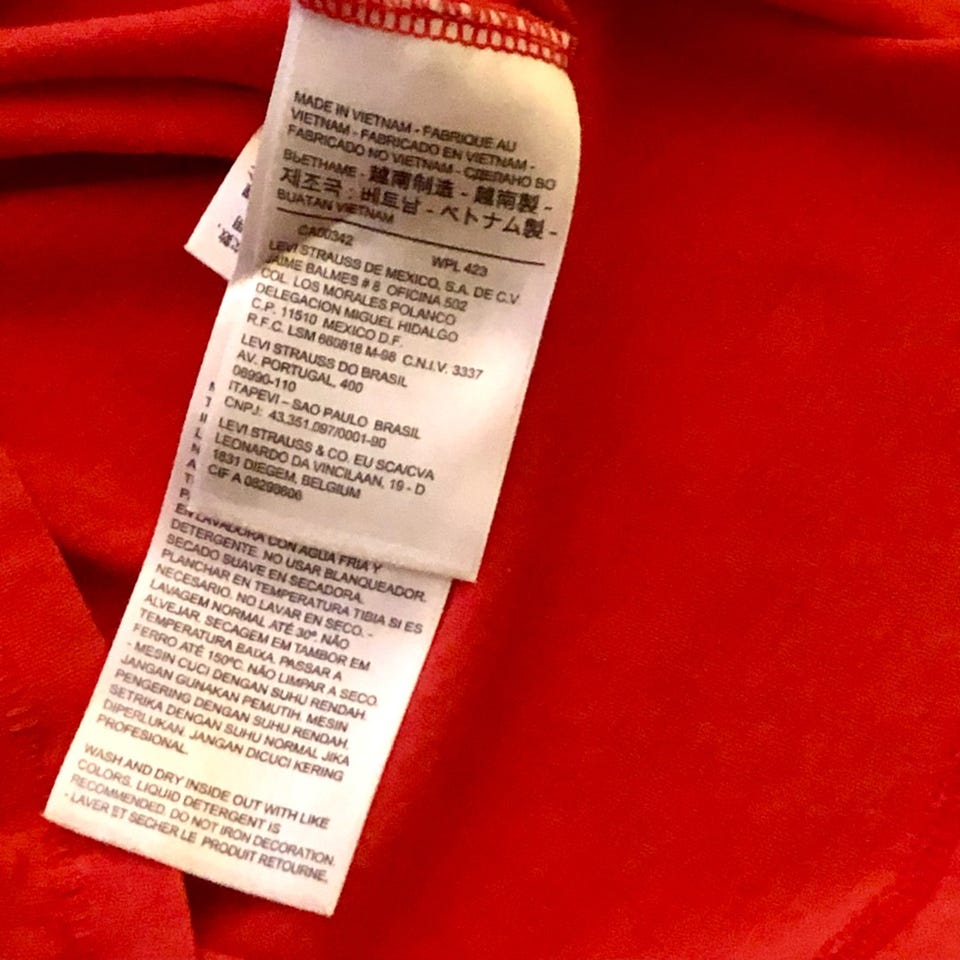 MADE IN VIETNAM - FABRIQUE AU
VIETNAM - FABRICADO EN VIETNAM -
FABRICADO NO VIETNAM - СДЕЛАНО ВО
ВЬЕТНАМЕ - 越南制造 - 越南製 -
제조국 : 베트남 - ベトナム製 -
BUATAN VIETNAM
CA00342 WPL 423
LEVI STRAUSS DE MEXICO, S.A. DE C.V.
JAIME BALMES # 8 OFICINA 502
COL. LOS MORALES POLANCO
DELEGACION MIGUEL HIDALGO
C.P. 11510 MEXICO D.F.
R.F.C. LSM 680818 M-98 C.N.I.V. 3337
LEVI STRAUSS DO BRASIL
AV. PORTUGAL, 400
06990-110
ITAPEVI – SAO PAULO BRASIL
CNPJ: 43.351.097/0001-90
LEVI STRAUSS & CO. EU SCA/CVA
LEONARDO DA VINCILAAN, 19 - D
1831 DIEGEM, BELGIUM
CIF A 08298606
EN LAVADORA CON AGUA FRIA Y
DETERGENTE. NO USAR BLANQUEADOR.
SECADO SUAVE EN SECADORA.
PLANCHAR EN TEMPERATURA TIBIA SI ES
NECESARIO. NO LAVAR EN SECO. -
LAVAGEM NORMAL ATÉ 30º NÃO
ALVEJAR. SECAGEM EM TAMBOR EM
TEMPERATURA BAIXA. PASSAR A
FERRO ATÉ 150ºC. NÃO LIMPAR A SECO
- MESIN CUCI DENGAN SUHU RENDAH.
JANGAN GUNAKAN PEMUTIH. MESIN
PENGERING DENGAN SUHU RENDAH.
SETRIKA DENGAN SUHU NORMAL JIKA
DIPERLUKAN. JANGAN DICUCI KERING
PROFESIONAL.
WASH AND DRY INSIDE OUT WITH LIKE
COLORS. LIQUID DETERGENT IS
RECOMMENDED. DO NOT IRON DECORATION.
- LAVER ET SECHER LE PRODUIT RETOURNE.